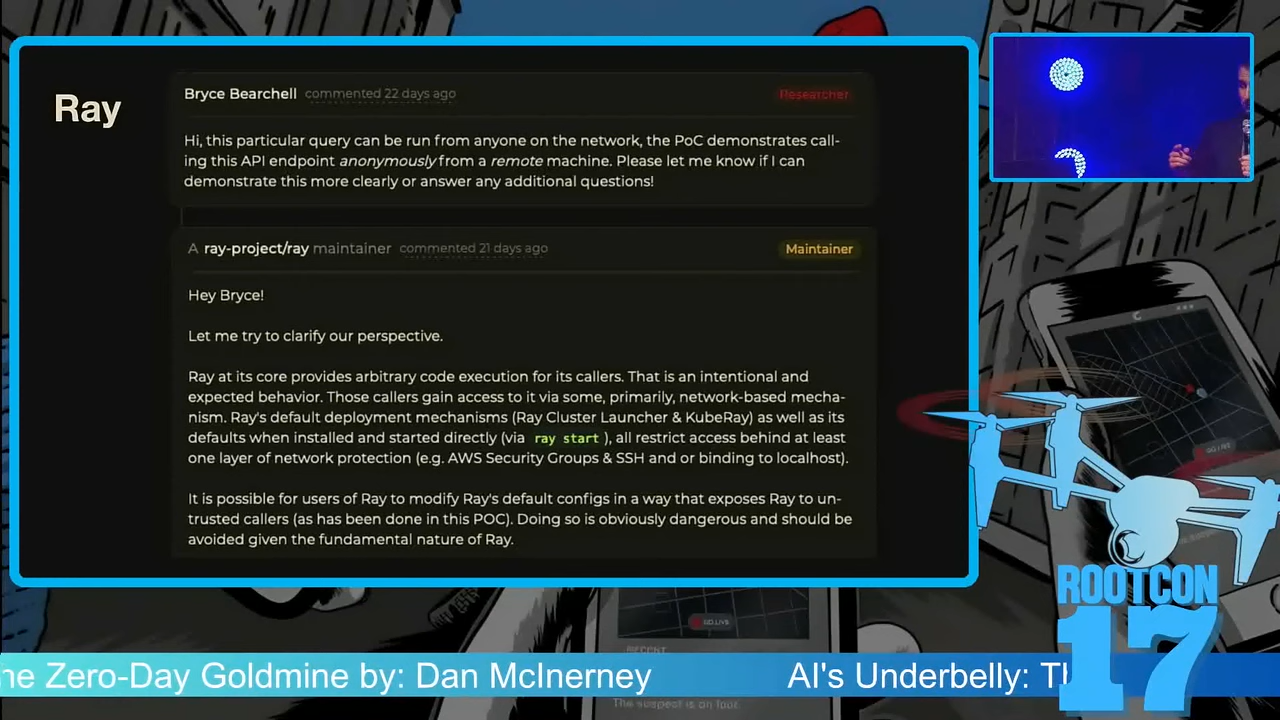 Ray
Bryce Bearchell commented 22 days ago
Researcher
Hi, this particular query can be run from anyone on the network, the PoC demonstrates call-
ing this API endpoint anonymously from a remote machine. Please let me know if I can
demonstrate this more clearly or answer any additional questions!
A ray-project/ray maintainer commented 21 days ago
Maintainer
Hey Bryce!
Let me try to clarify our perspective.
Ray at its core provides arbitrary code execution for its callers. That is an intentional and
expected behavior. Those callers gain access to it via some, primarily, network-based mecha-
nism. Ray's default deployment mechanisms (Ray Cluster Launcher & KubeRay) as well as its
defaults when installed and started directly (via ray start ), all restrict access behind at least
one layer of network protection (e.g. AWS Security Groups & SSH and or binding to localhost).
It is possible for users of Ray to modify Ray's default configs in a way that exposes Ray to un-
trusted callers (as has been done in this POC). Doing so is obviously dangerous and should be
avoided given the fundamental nature of Ray.
ROOTCON
17
ne Zero-Day Goldmine by: Dan McInerney AI's Underbelly: Th
RECENT
The suspect is on foot